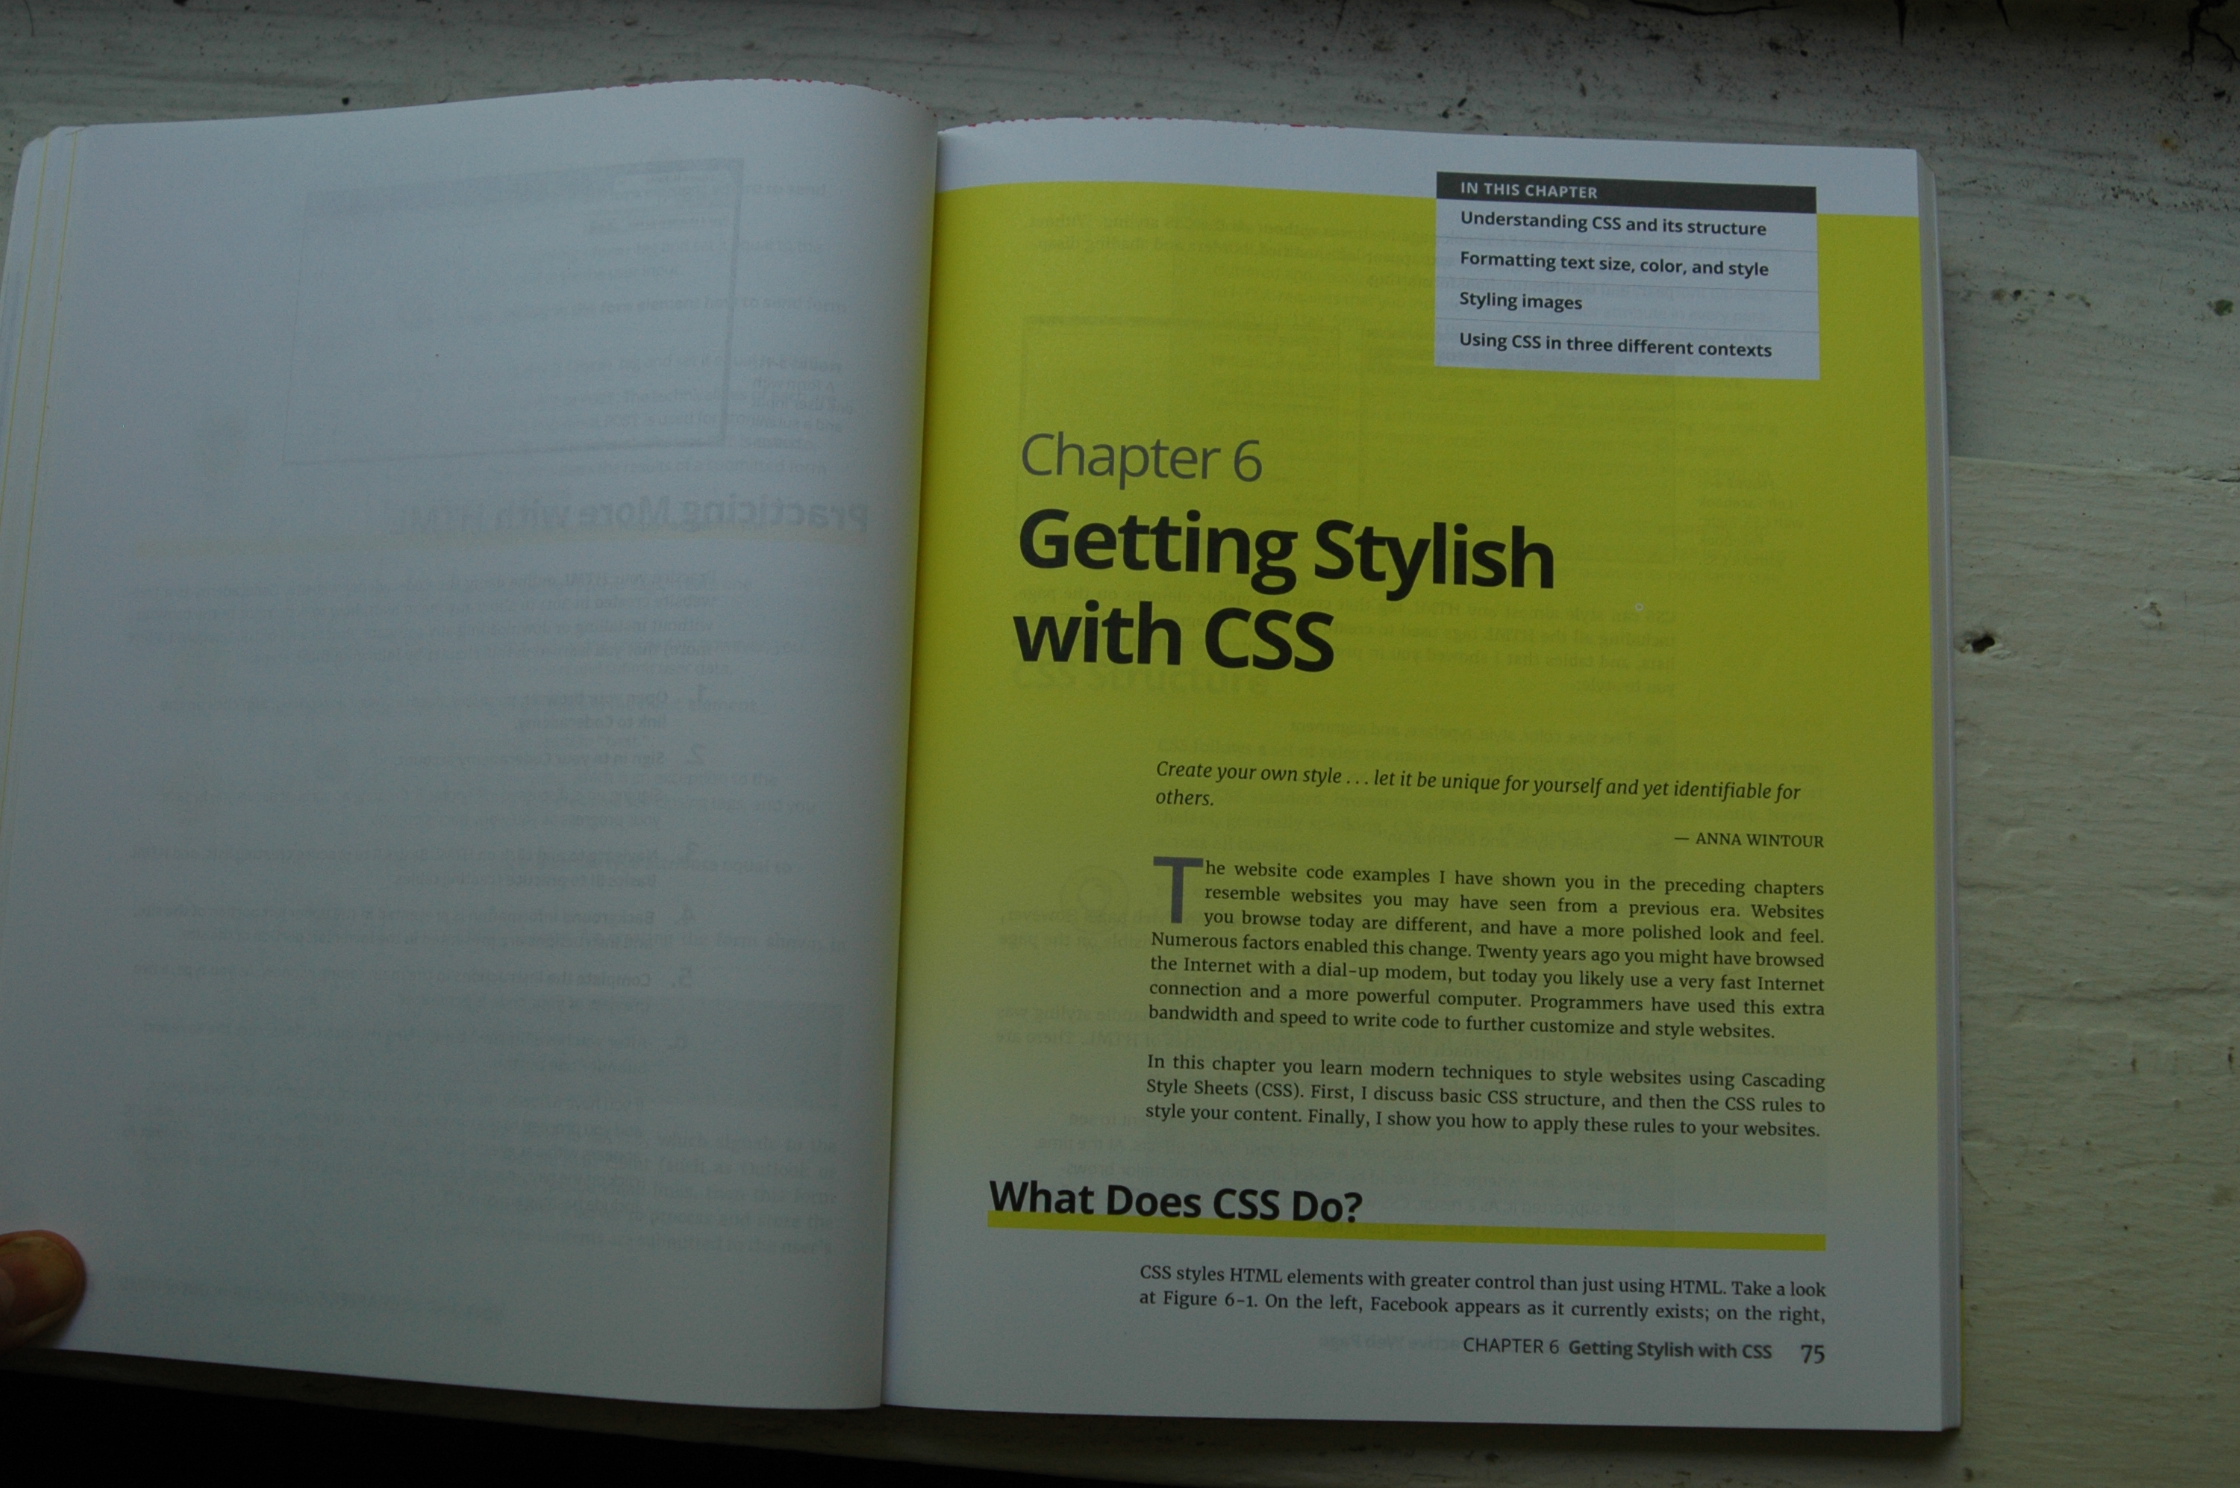 IN THIS CHAPTER
Understanding CSS and its structure
Formatting text size, color, and style
Styling images
Using CSS in three different contexts
Chapter 6
Getting Stylish
with CSS
Create your own style . . . let it be unique for yourself and yet identifiable for
others.
— ANNA WINTOUR
The website code examples I have shown you in the preceding chapters
resemble websites you may have seen from a previous era. Websites
you browse today are different, and have a more polished look and feel.
Numerous factors enabled this change. Twenty years ago you might have browsed
the Internet with a dial-up modem, but today you likely use a very fast Internet
connection and a more powerful computer. Programmers have used this extra
bandwidth and speed to write code to further customize and style websites.
In this chapter you learn modern techniques to style websites using Cascading
Style Sheets (CSS). First, I discuss basic CSS structure, and then the CSS rules to
style your content. Finally, I show you how to apply these rules to your websites.
What Does CSS Do?
CSS styles HTML elements with greater control than just using HTML. Take a look
at Figure 6-1. On the left, Facebook appears as it currently exists; on the right,
CHAPTER 6 Getting Stylish with CSS 75